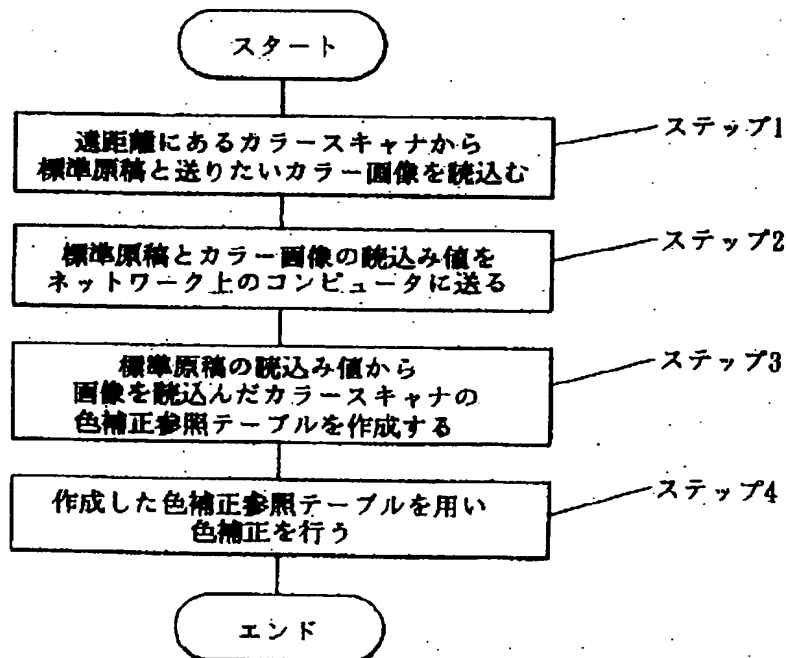 スタート
遠距離にあるカラースキャナから
標準原稿と送りたいカラー画像を読込む
ステップ1
標準原稿とカラー画像の読込み値を
ネットワーク上のコンピュータに送る
ステップ2
標準原稿の読込み値から
画像を読込んだカラースキャナの
色補正参照テーブルを作成する
ステップ3
作成した色補正参照テーブルを用い
色補正を行う
ステップ4
エンド